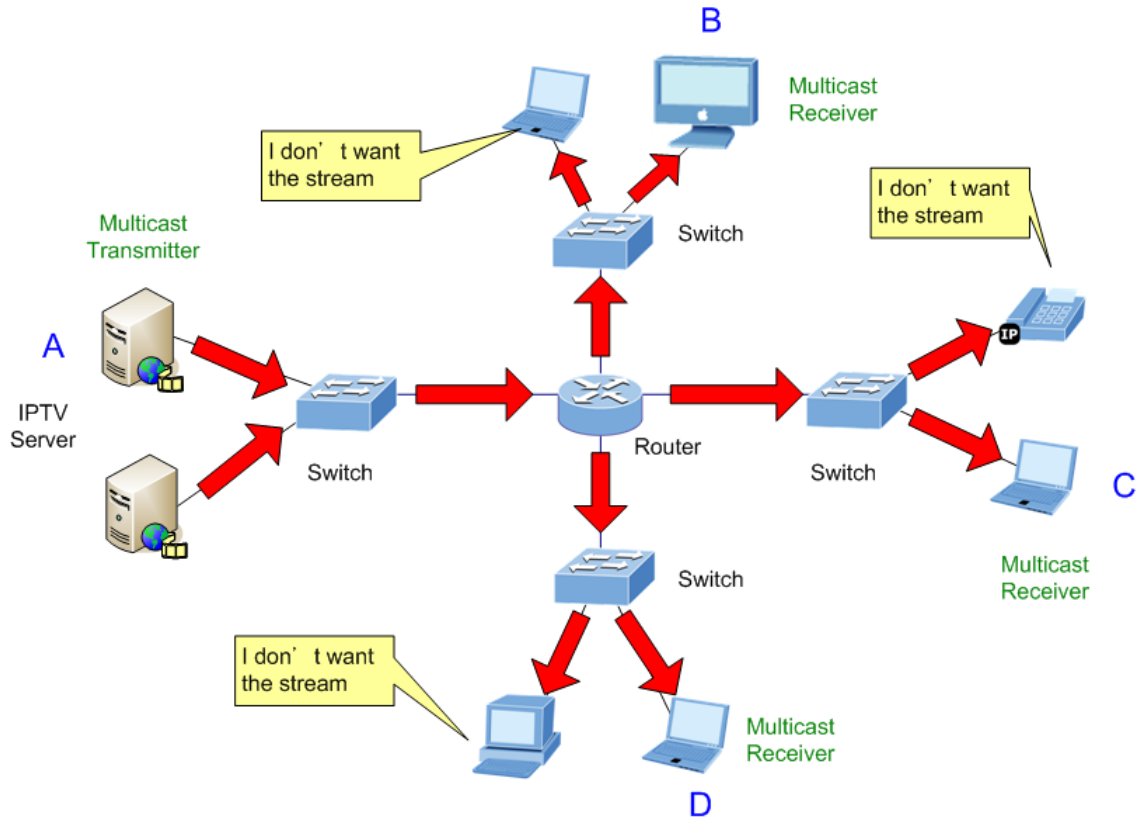 B
Multicast
Receiver
I don’t want
the stream
I don’t want
the stream
Switch
Multicast
Transmitter
A
IP
IPTV
Server
Switch
Router
Switch
C
Multicast
Receiver
Switch
I don’t want
the stream
Multicast
Receiver
D